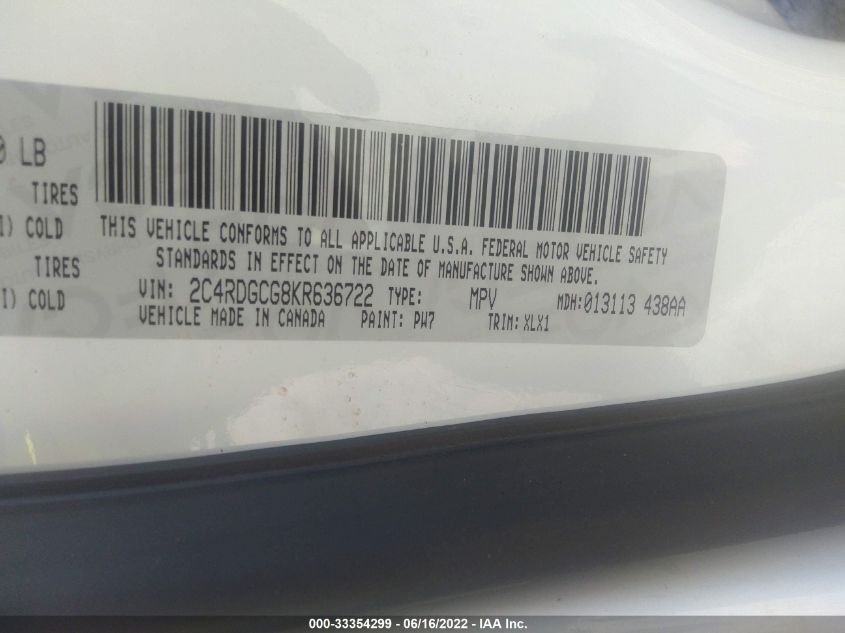 0 LB
TIRES
I) COLD
TIRES
I) COLD
THIS VEHICLE CONFORMS TO ALL APPLICABLE U.S.A. FEDERAL MOTOR VEHICLE SAFETY
STANDARDS IN EFFECT ON THE DATE OF MANUFACTURE SHOWN ABOVE.
VIN: 2C4RDGCG8KR636722 TYPE: MPV MDH: 013113 438AA
VEHICLE MADE IN CANADA PAINT: PW7 TRIM: XLX1
000-33354299 - 06/16/2022 - IAA Inc.